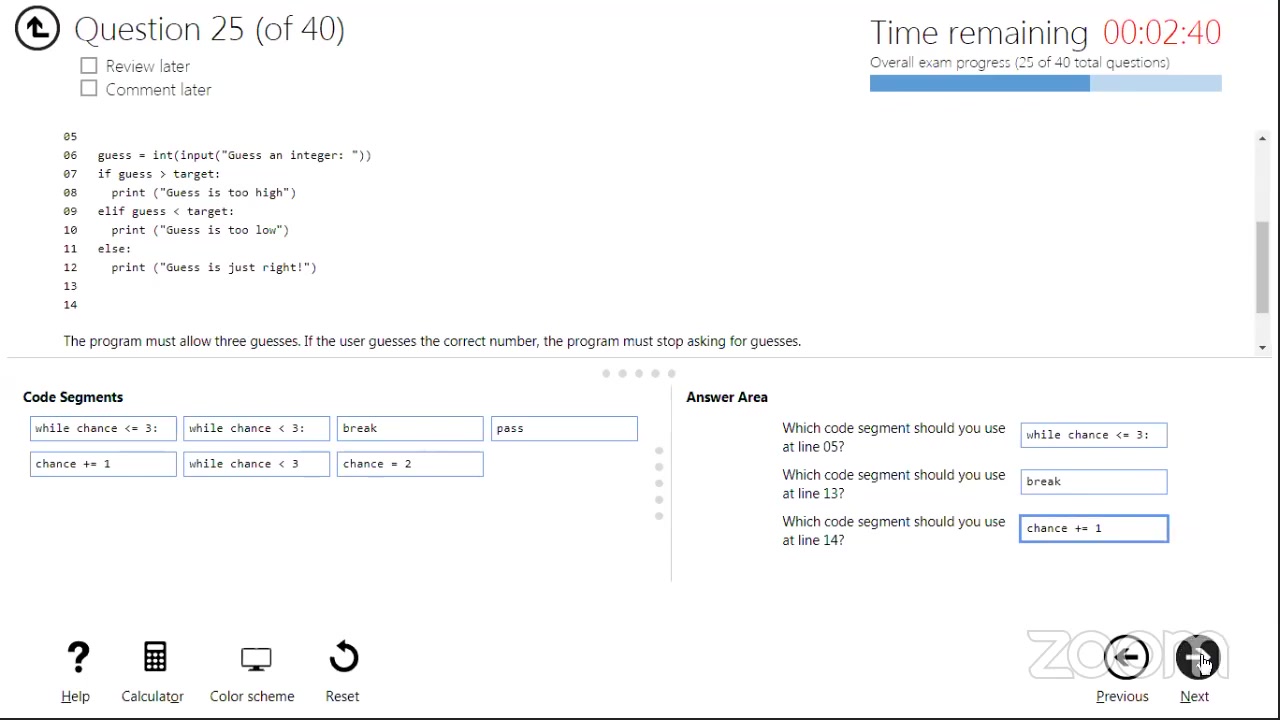 Question 25 (of 40)
Time remaining 00:02:40
Review later
Overall exam progress (25 of 40 total questions)
Comment later
05
06 guess = int(input("Guess an integer: "))
07 if guess > target:
08 print ("Guess is too high")
09 elif guess < target:
10 print ("Guess is too low")
11 else:
12 print ("Guess is just right!")
13
14
The program must allow three guesses. If the user guesses the correct number, the program must stop asking for guesses.
Code Segments
while chance <= 3: while chance < 3: break pass
chance += 1 while chance < 3 chance = 2
Answer Area
Which code segment should you use
at line 05?
while chance <= 3:
Which code segment should you use
at line 13?
break
Which code segment should you use
at line 14?
chance += 1
? Help
Calculator
Color scheme
Reset
zoom
Previous
Next